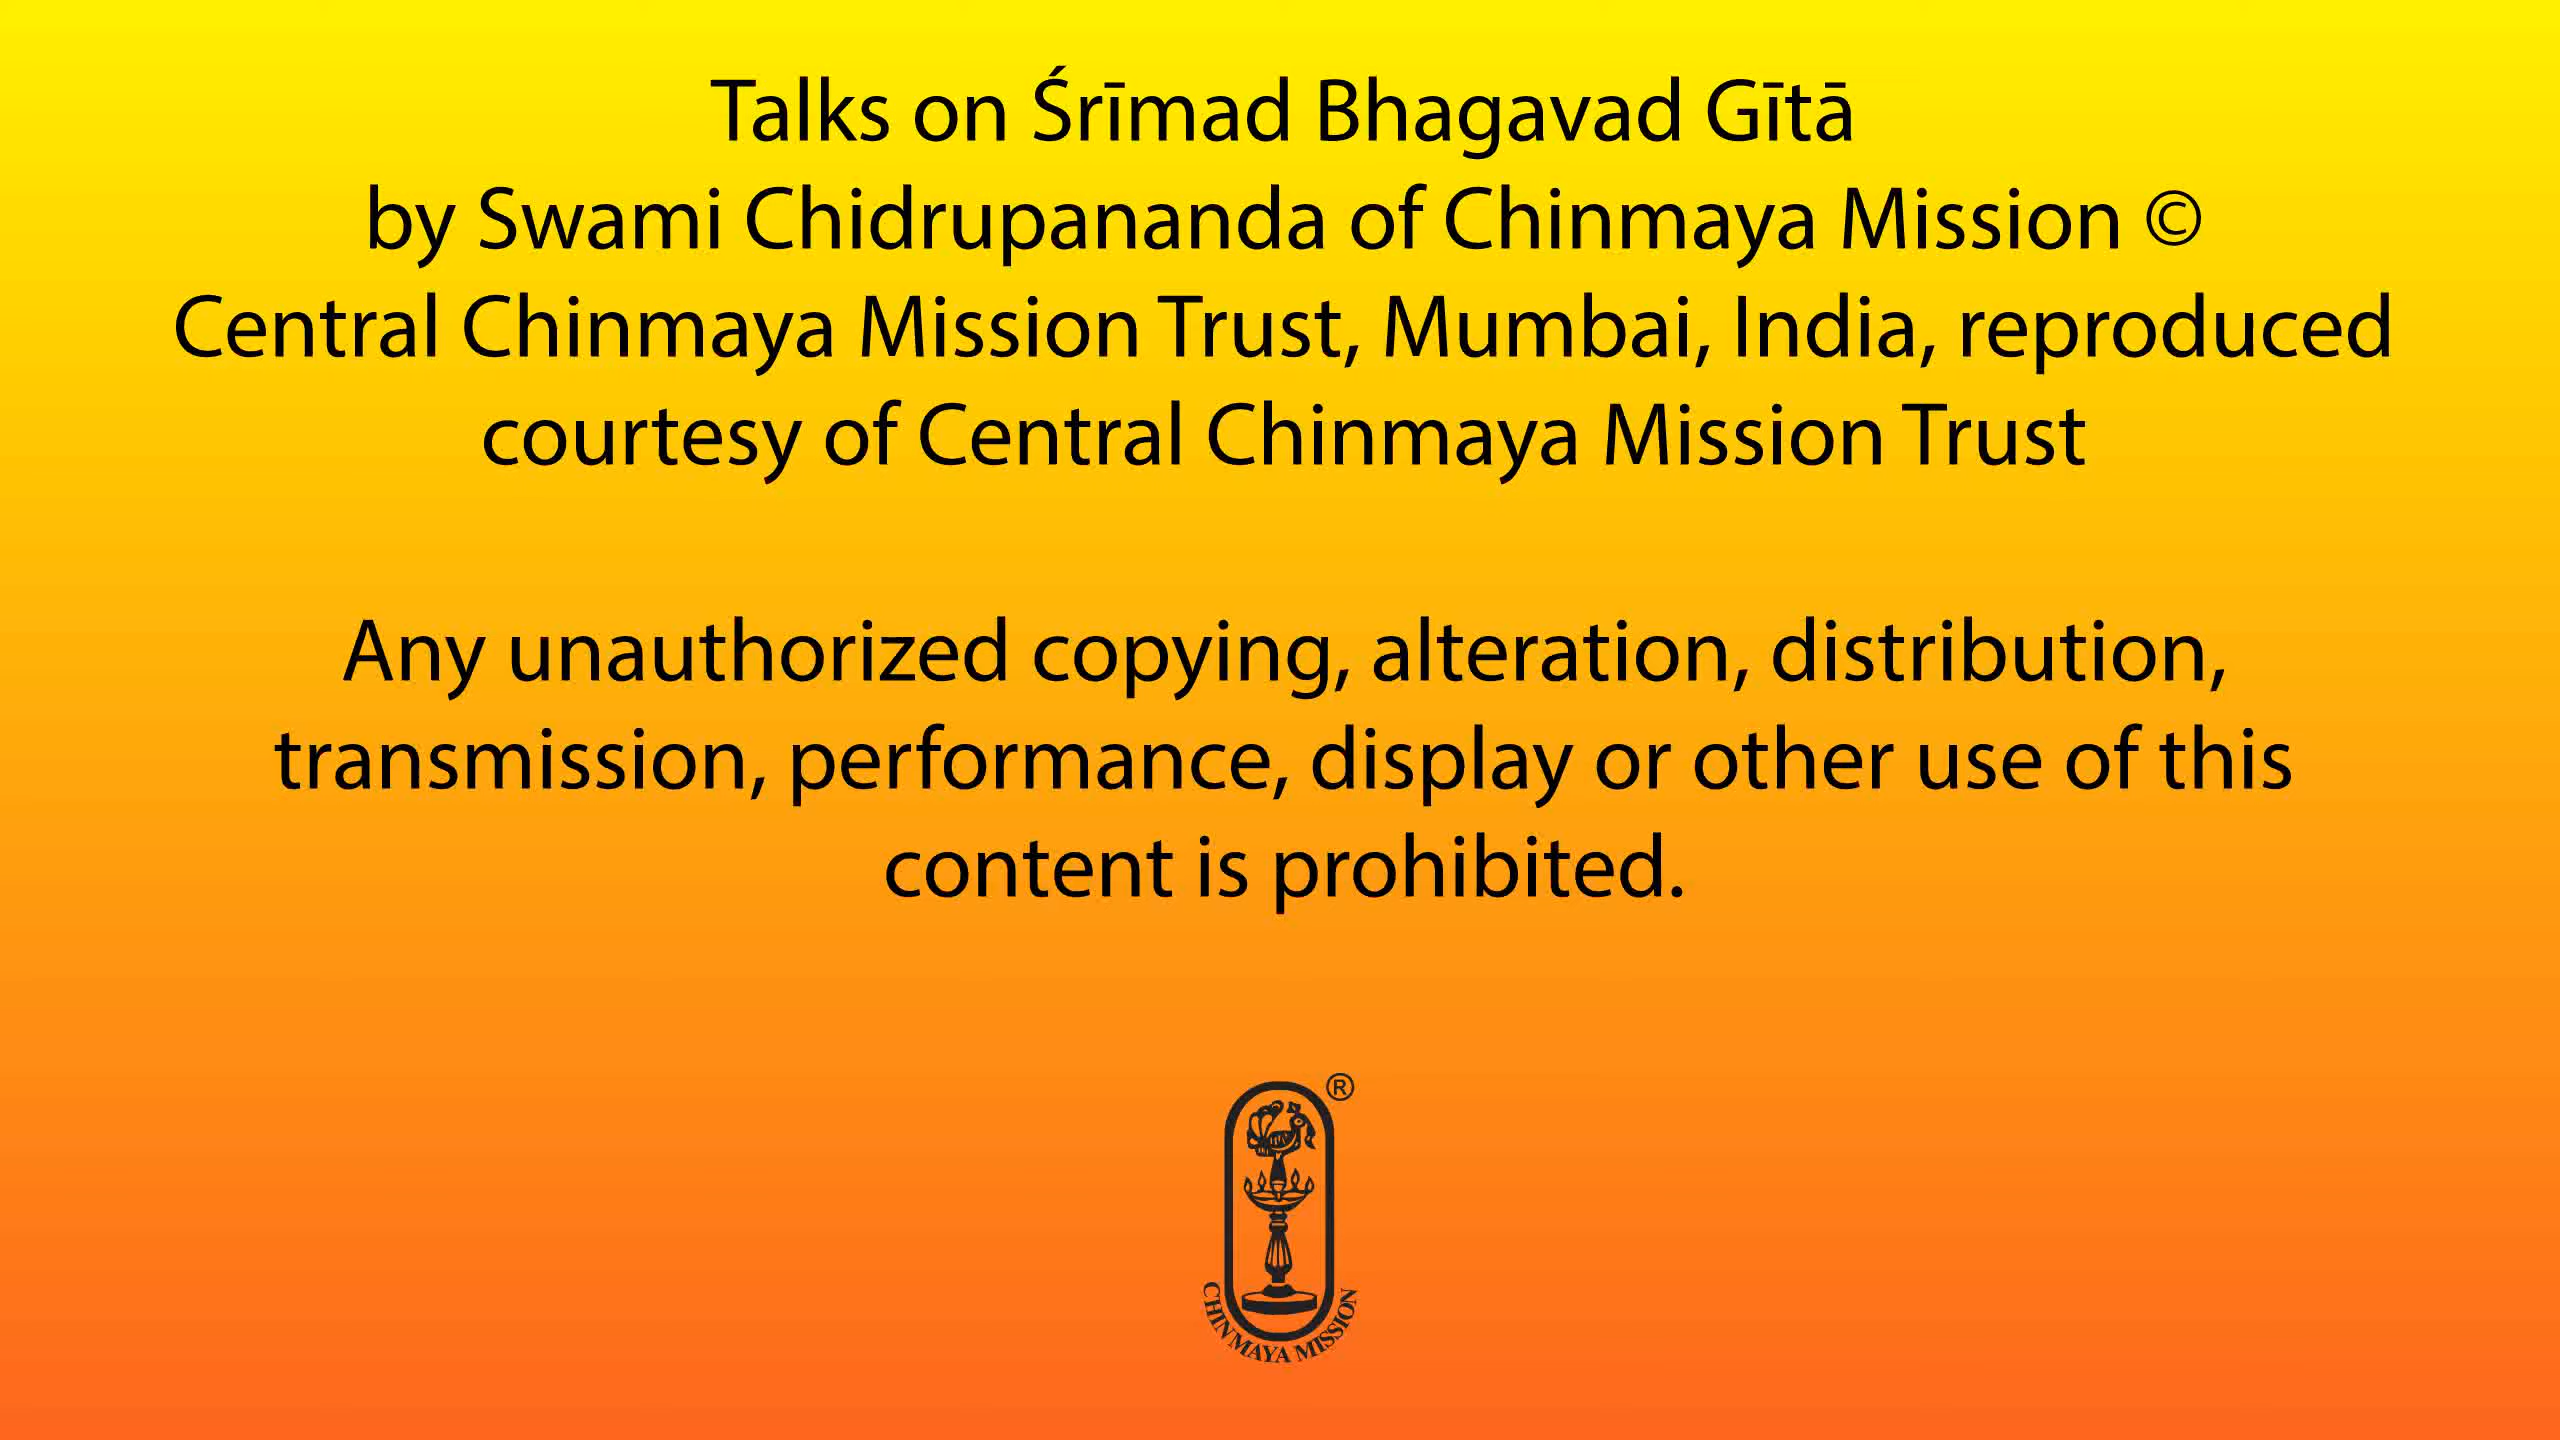 Talks on Śrīmad Bhagavad Gītā
by Swami Chidrupananda of Chinmaya Mission ©
Central Chinmaya Mission Trust, Mumbai, India, reproduced
courtesy of Central Chinmaya Mission Trust
Any unauthorized copying, alteration, distribution,
transmission, performance, display or other use of this
content is prohibited.
®
CHINMAYA MISSION